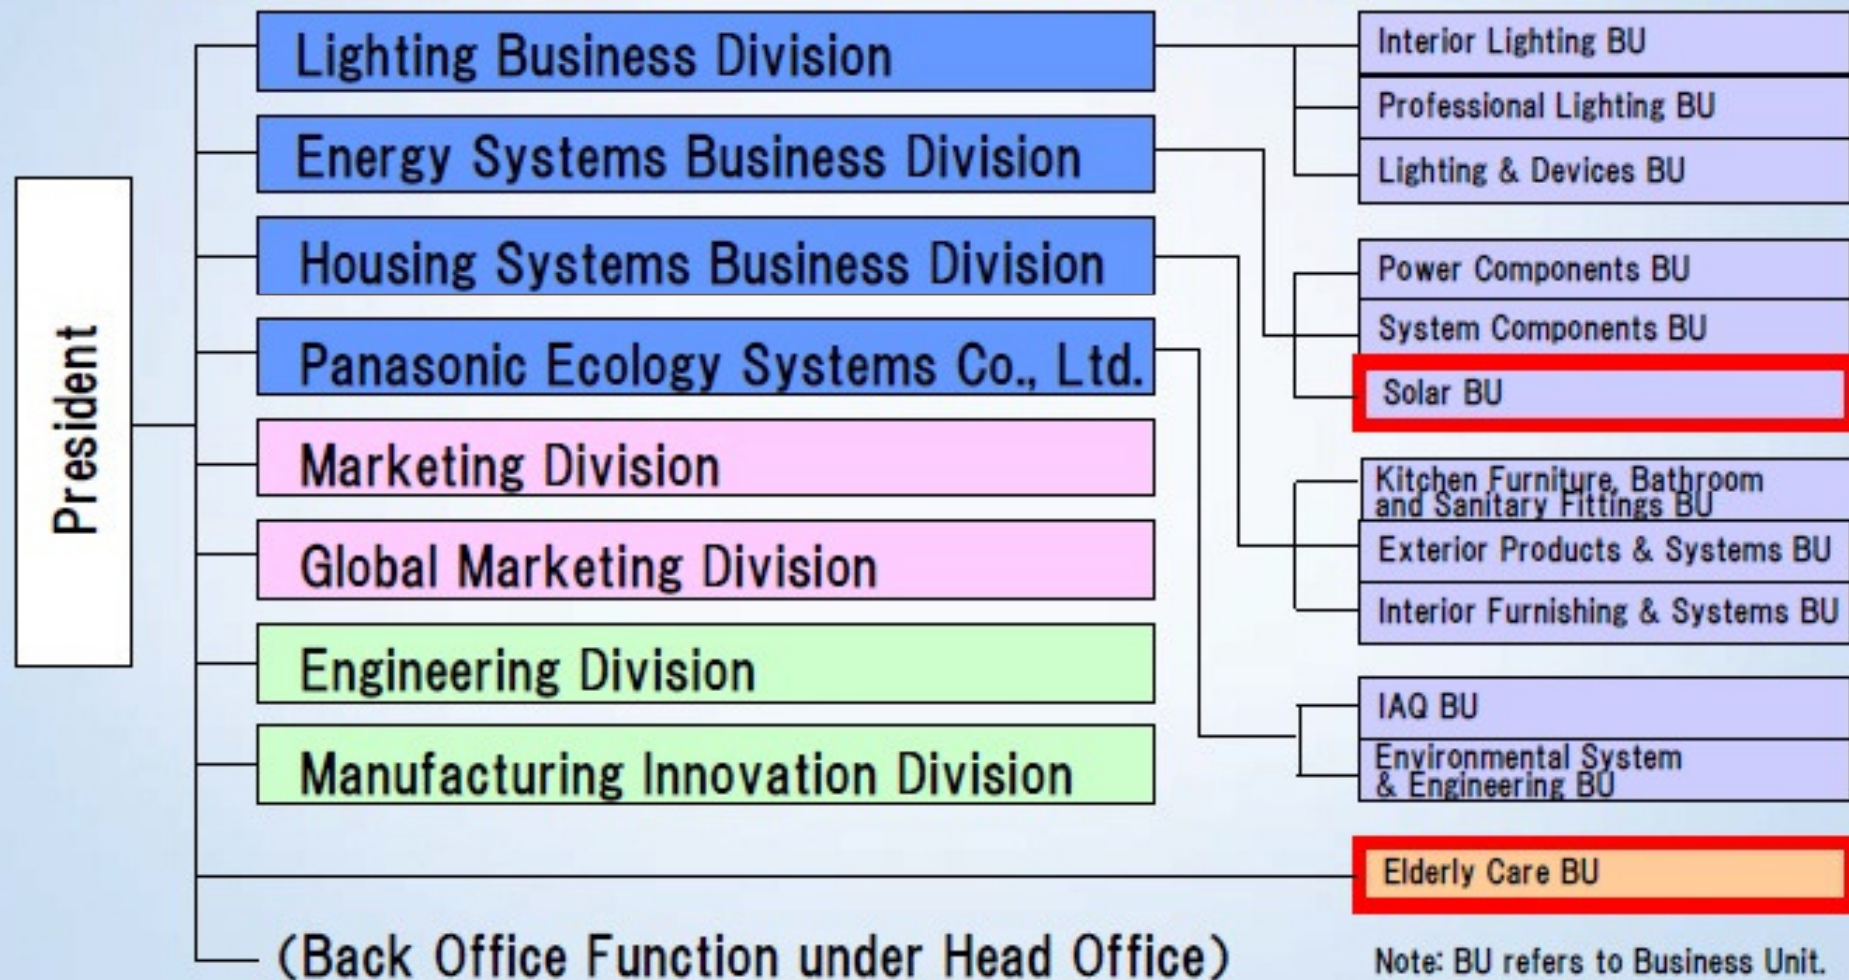 President
Lighting Business Division
Energy Systems Business Division
Housing Systems Business Division
Panasonic Ecology Systems Co., Ltd.
Marketing Division
Global Marketing Division
Engineering Division
Manufacturing Innovation Division
(Back Office Function under Head Office)
Interior Lighting BU
Professional Lighting BU
Lighting & Devices BU
Power Components BU
System Components BU
Solar BU
Kitchen Furniture, Bathroom
and Sanitary Fittings BU
Exterior Products & Systems BU
Interior Furnishing & Systems BU
IAQ BU
Environmental System
& Engineering BU
Elderly Care BU
Note: BU refers to Business Unit.